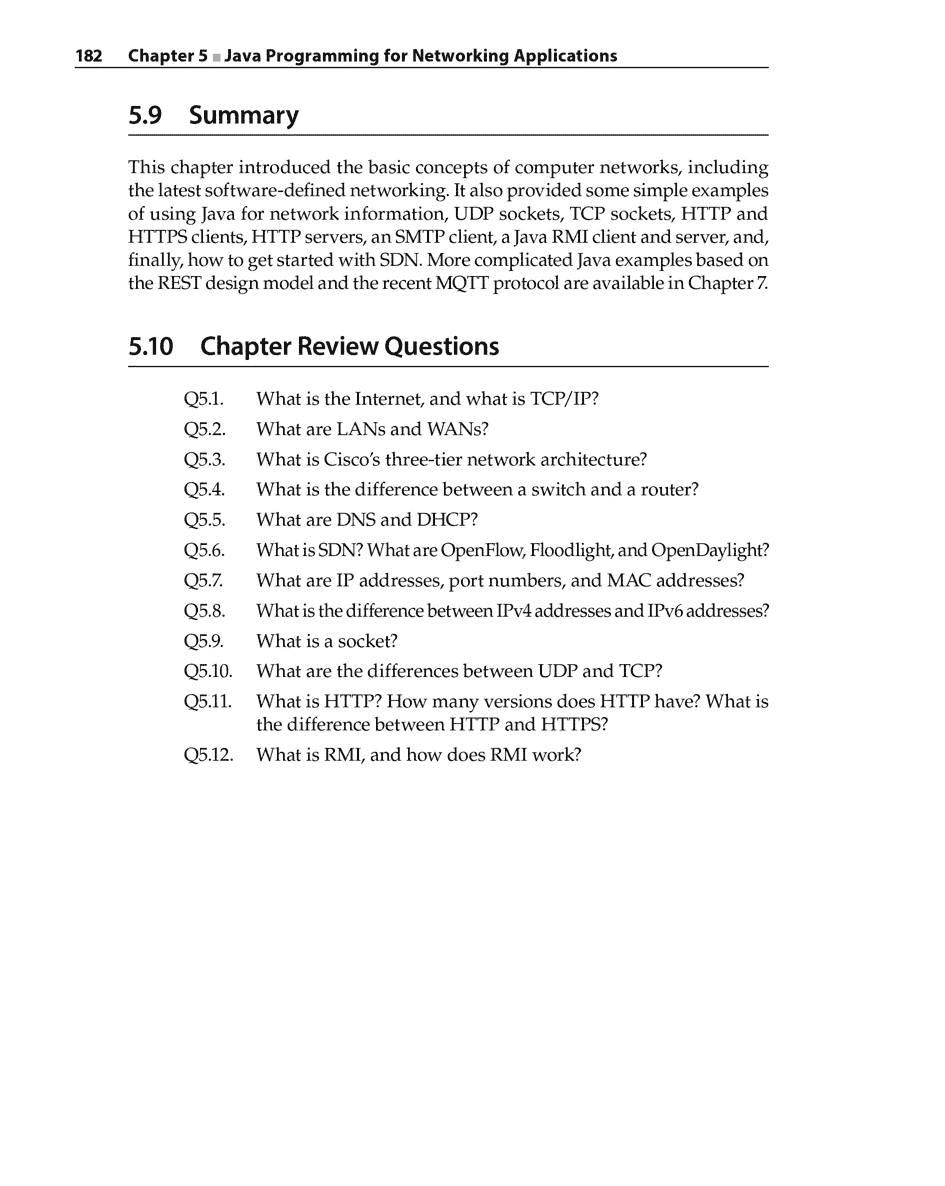 182 Chapter 5 ■ Java Programming for Networking Applications
5.9 Summary
This chapter introduced the basic concepts of computer networks, including
the latest software-defined networking. It also provided some simple examples
of using Java for network information, UDP sockets, TCP sockets, HTTP and
HTTPS clients, HTTP servers, an SMTP client, a Java RMI client and server, and,
finally, how to get started with SDN. More complicated Java examples based on
the REST design model and the recent MQTT protocol are available in Chapter 7.
5.10 Chapter Review Questions
Q5.1. What is the Internet, and what is TCP/IP?
Q5.2. What are LANs and WANs?
Q5.3. What is Cisco’s three-tier network architecture?
Q5.4. What is the difference between a switch and a router?
Q5.5. What are DNS and DHCP?
Q5.6. What is SDN? What are OpenFlow, Floodlight, and OpenDaylight?
Q5.7. What are IP addresses, port numbers, and MAC addresses?
Q5.8. What is the difference between IPv4 addresses and IPv6 addresses?
Q5.9. What is a socket?
Q5.10. What are the differences between UDP and TCP?
Q5.11. What is HTTP? How many versions does HTTP have? What is
the difference between HTTP and HTTPS?
Q5.12. What is RMI, and how does RMI work?